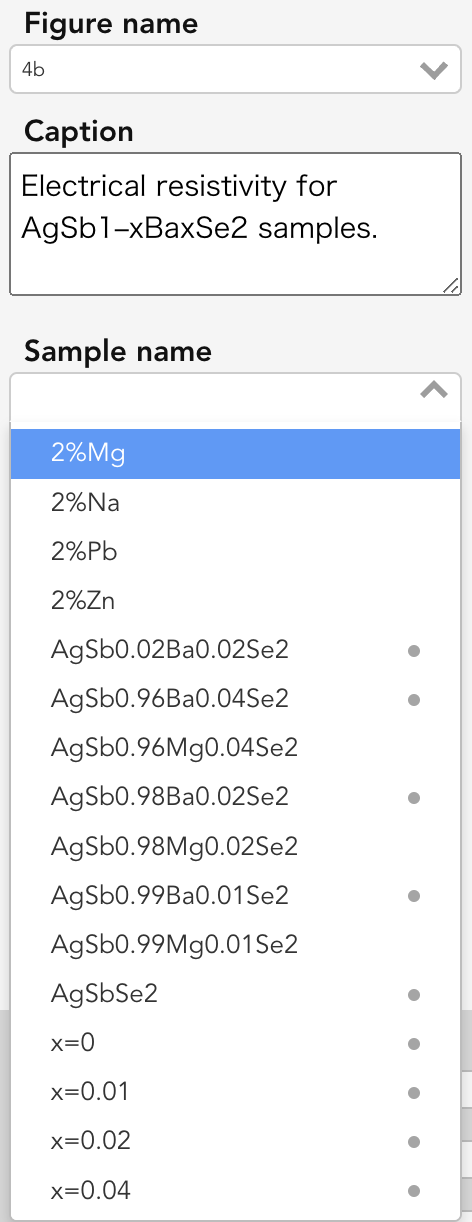 Figure name
4b
Caption
Electrical resistivity for
AgSb1–xBaxSe2 samples.
Sample name
2%Mg
2%Na
2%Pb
2%Zn
AgSb0.02Ba0.02Se2
AgSb0.96Ba0.04Se2
AgSb0.96Mg0.04Se2
AgSb0.98Ba0.02Se2
AgSb0.98Mg0.02Se2
AgSb0.99Ba0.01Se2
AgSb0.99Mg0.01Se2
AgSbSe2
x=0
x=0.01
x=0.02
x=0.04